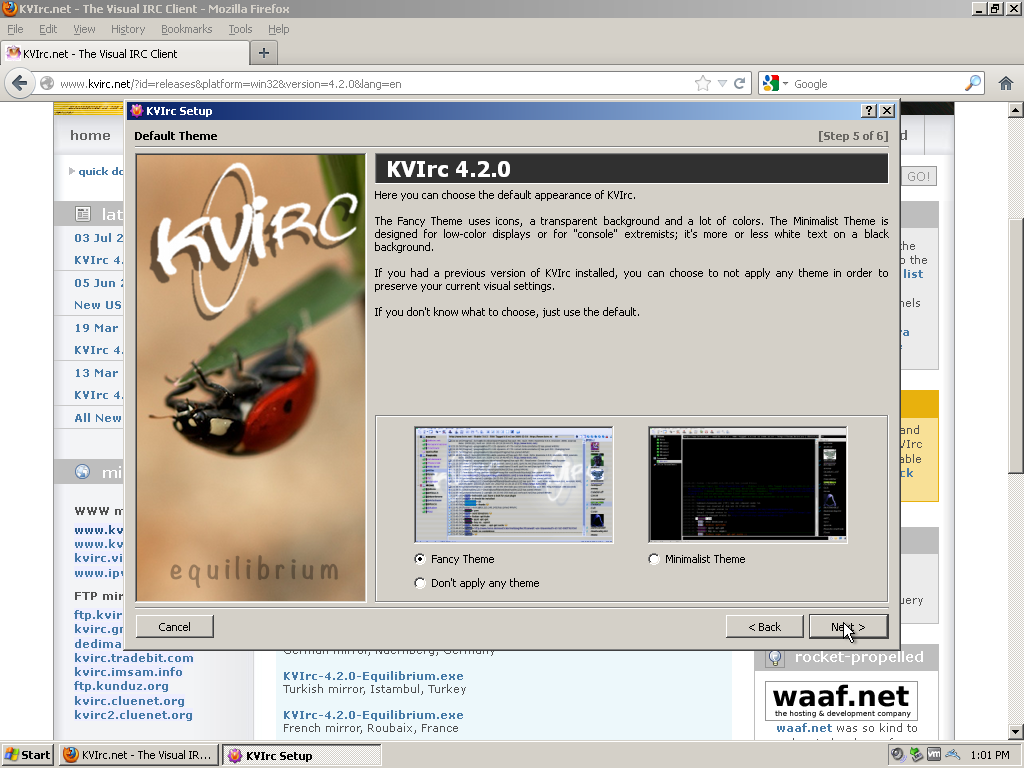 KVIrc.net - The Visual IRC Client - Mozilla Firefox
File Edit View History Bookmarks Tools Help
KVIrc.net - The Visual IRC Client
www.kvirc.net/?id=releases&platform=win32&version=4.2.0&lang=en
Google
KVIrc Setup
Default Theme
[Step 5 of 6]
KVIrc
equilibrium
KVIrc 4.2.0
Here you can choose the default appearance of KVIrc.
The Fancy Theme uses icons, a transparent background and a lot of colors. The Minimalist Theme is
designed for low-color displays or for "console" extremists; it's more or less white text on a black
background.
If you had a previous version of KVIrc installed, you can choose to not apply any theme in order to
preserve your current visual settings.
If you don't know what to choose, just use the default.
Fancy Theme
Minimalist Theme
Don't apply any theme
Cancel
< Back
Next >
home
quick do
lat
03 Jul 2
KVIrc 4.
05 Jun 2
New US
19 Mar
KVIrc 4.
13 Mar
KVIrc 4.
All New
mi
WWW m
www.kv
www.kv
kvirc.vi
www.ipv
FTP mir
ftp.kvir
kvirc.gr
dedima
kvirc.tradebit.com
kvirc.imsam.info
ftp.kunduz.org
kvirc.cluenet.org
kvirc2.cluenet.org
German mirror, Nuernberg, Germany
KVIrc-4.2.0-Equilibrium.exe
Turkish mirror, Istambul, Turkey
KVIrc-4.2.0-Equilibrium.exe
French mirror, Roubaix, France
d
GO!
the
o the
list
nels
a
e
and
VIrc
able
ck
uery
rocket-propelled
waaf.net
the hosting & development company
waaf.net was so kind to
Start
KVIrc.net - The Visual IR...
KVIrc Setup
1:01 PM